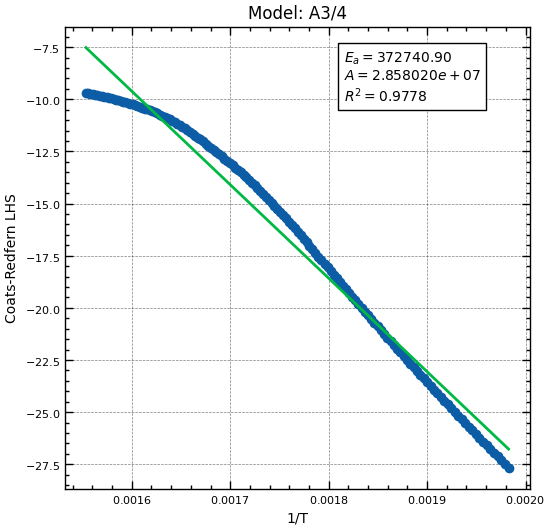 Model: A3/4
Coats-Redfern LHS
−7.5
−10.0
−12.5
−15.0
−17.5
−20.0
−22.5
−25.0
−27.5
E_a = 372740.90
A = 2.858020e + 07
R² = 0.9778
0.0016 0.0017 0.0018 0.0019 0.0020
1/T